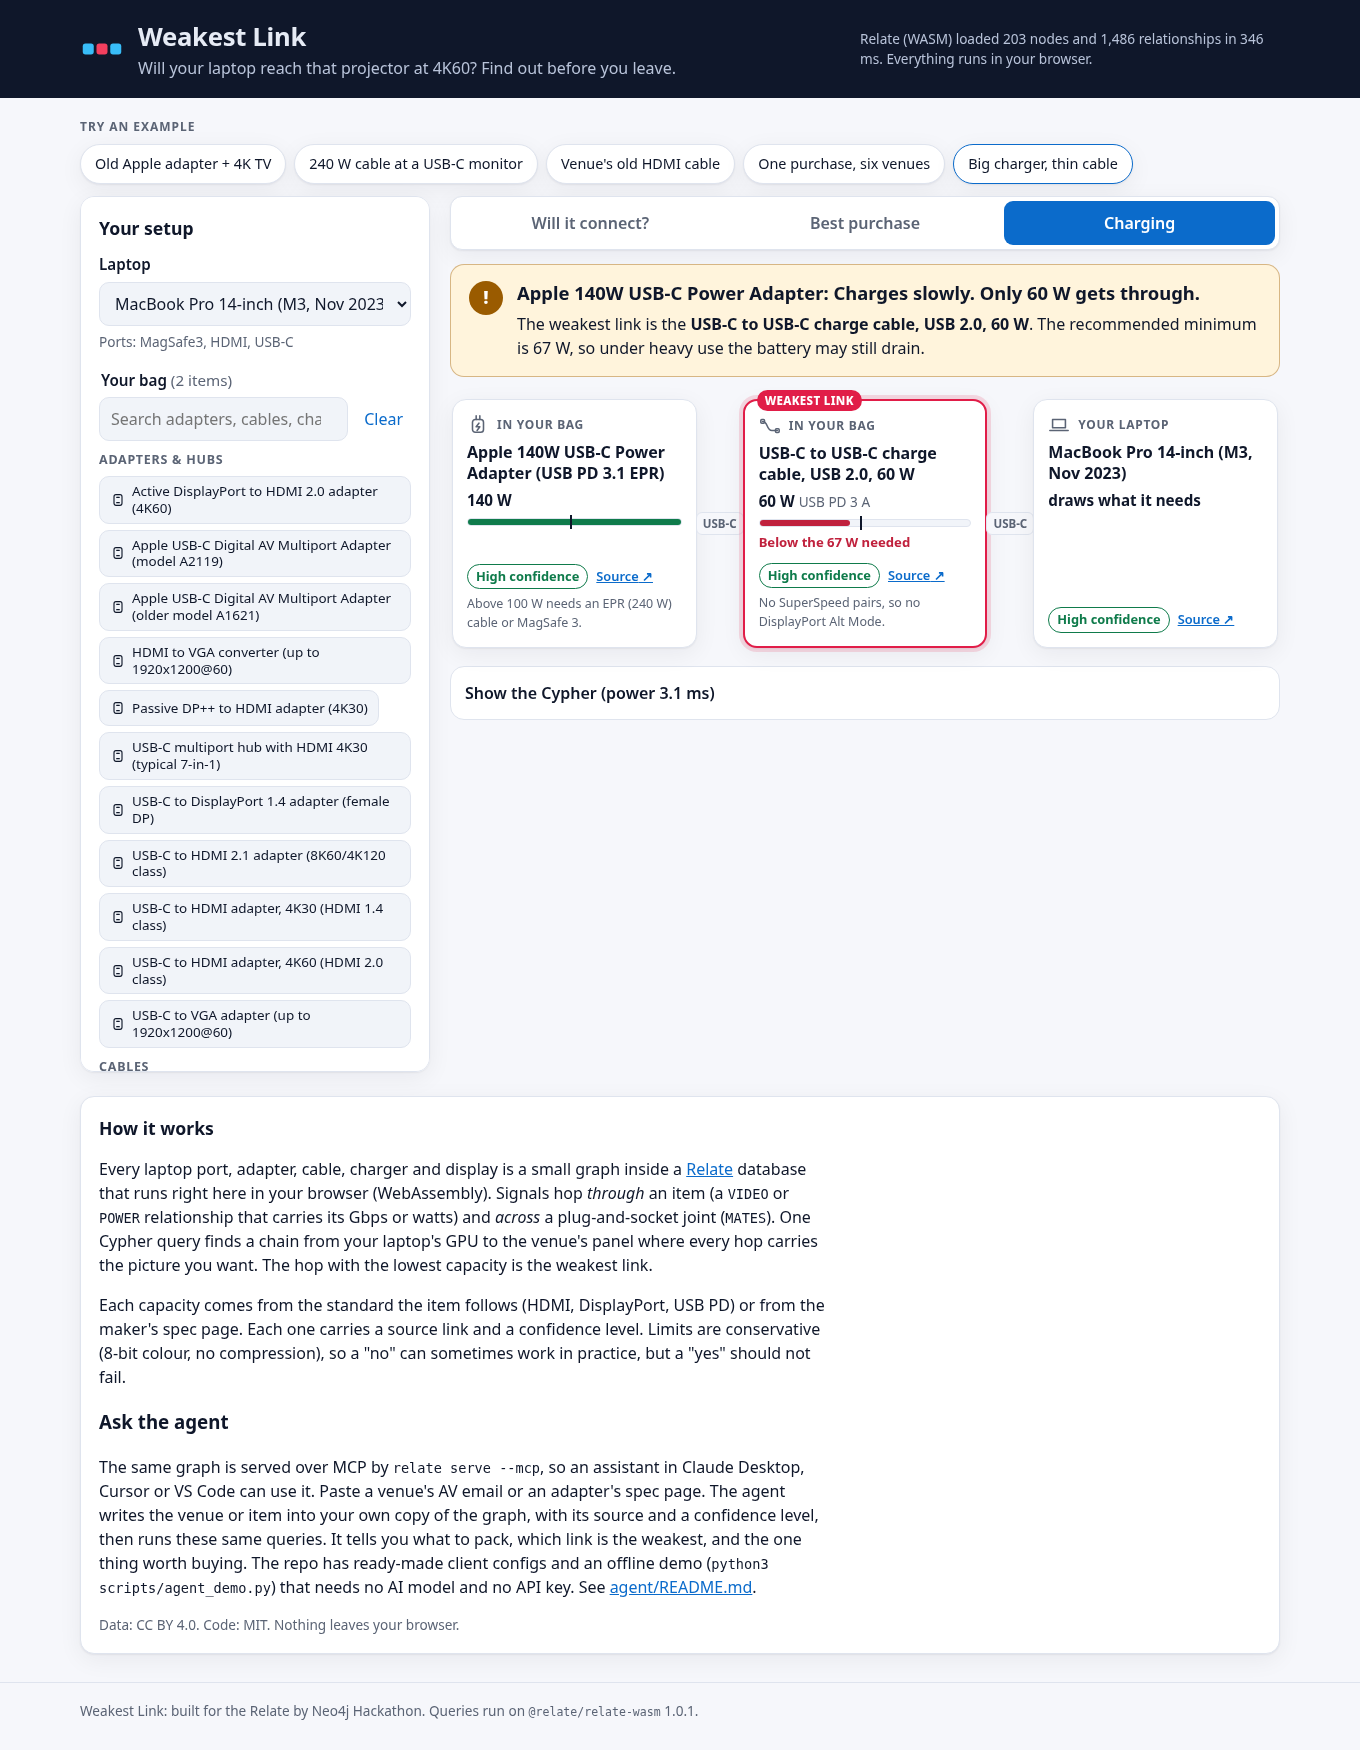 Weakest Link
Will your laptop reach that projector at 4K60? Find out before you leave.
Relate (WASM) loaded 203 nodes and 1,486 relationships in 346
ms. Everything runs in your browser.
TRY AN EXAMPLE
Old Apple adapter + 4K TV
240 W cable at a USB-C monitor
Venue's old HDMI cable
One purchase, six venues
Big charger, thin cable
Your setup
Laptop
MacBook Pro 14-inch (M3, Nov 2023
Ports: MagSafe3, HDMI, USB-C
Your bag (2 items)
Search adapters, cables, cha
Clear
ADAPTERS & HUBS
Active DisplayPort to HDMI 2.0 adapter
(4K60)
Apple USB-C Digital AV Multiport Adapter
(model A2119)
Apple USB-C Digital AV Multiport Adapter
(older model A1621)
HDMI to VGA converter (up to
1920x1200@60)
Passive DP++ to HDMI adapter (4K30)
USB-C multiport hub with HDMI 4K30
(typical 7-in-1)
USB-C to DisplayPort 1.4 adapter (female
DP)
USB-C to HDMI 2.1 adapter (8K60/4K120
class)
USB-C to HDMI adapter, 4K30 (HDMI 1.4
class)
USB-C to HDMI adapter, 4K60 (HDMI 2.0
class)
USB-C to VGA adapter (up to
1920x1200@60)
CABLES
Will it connect?
Best purchase
Charging
!
Apple 140W USB-C Power Adapter: Charges slowly. Only 60 W gets through.
The weakest link is the USB-C to USB-C charge cable, USB 2.0, 60 W. The recommended minimum
is 67 W, so under heavy use the battery may still drain.
IN YOUR BAG
Apple 140W USB-C Power
Adapter (USB PD 3.1 EPR)
140 W
High confidence
Source ↗
Above 100 W needs an EPR (240 W)
cable or MagSafe 3.
USB-C
WEAKEST LINK
IN YOUR BAG
USB-C to USB-C charge
cable, USB 2.0, 60 W
60 W USB PD 3 A
Below the 67 W needed
High confidence
Source ↗
No SuperSpeed pairs, so no
DisplayPort Alt Mode.
USB-C
YOUR LAPTOP
MacBook Pro 14-inch (M3,
Nov 2023)
draws what it needs
High confidence
Source ↗
Show the Cypher (power 3.1 ms)
How it works
Every laptop port, adapter, cable, charger and display is a small graph inside a Relate database
that runs right here in your browser (WebAssembly). Signals hop through an item (a VIDEO or
POWER relationship that carries its Gbps or watts) and across a plug-and-socket joint (MATES). One
Cypher query finds a chain from your laptop's GPU to the venue's panel where every hop carries
the picture you want. The hop with the lowest capacity is the weakest link.
Each capacity comes from the standard the item follows (HDMI, DisplayPort, USB PD) or from the
maker's spec page. Each one carries a source link and a confidence level. Limits are conservative
(8-bit colour, no compression), so a "no" can sometimes work in practice, but a "yes" should not
fail.
Ask the agent
The same graph is served over MCP by relate serve --mcp, so an assistant in Claude Desktop,
Cursor or VS Code can use it. Paste a venue's AV email or an adapter's spec page. The agent
writes the venue or item into your own copy of the graph, with its source and a confidence level,
then runs these same queries. It tells you what to pack, which link is the weakest, and the one
thing worth buying. The repo has ready-made client configs and an offline demo (python3
scripts/agent_demo.py) that needs no AI model and no API key. See agent/README.md.
Data: CC BY 4.0. Code: MIT. Nothing leaves your browser.
Weakest Link: built for the Relate by Neo4j Hackathon. Queries run on @relate/relate-wasm 1.0.1.